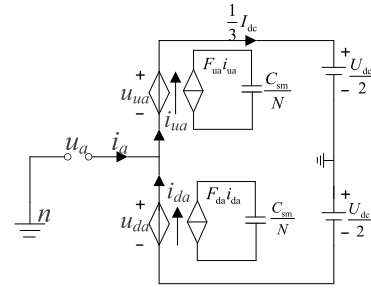 1/3 I_dc
+
u_ua
−
i_ua
F_ua i_ua
C_sm/N
+
U_dc/2
−
u_a
i_a
n
+
u_da
−
i_da
F_da i_da
C_sm/N
+
U_dc/2
−